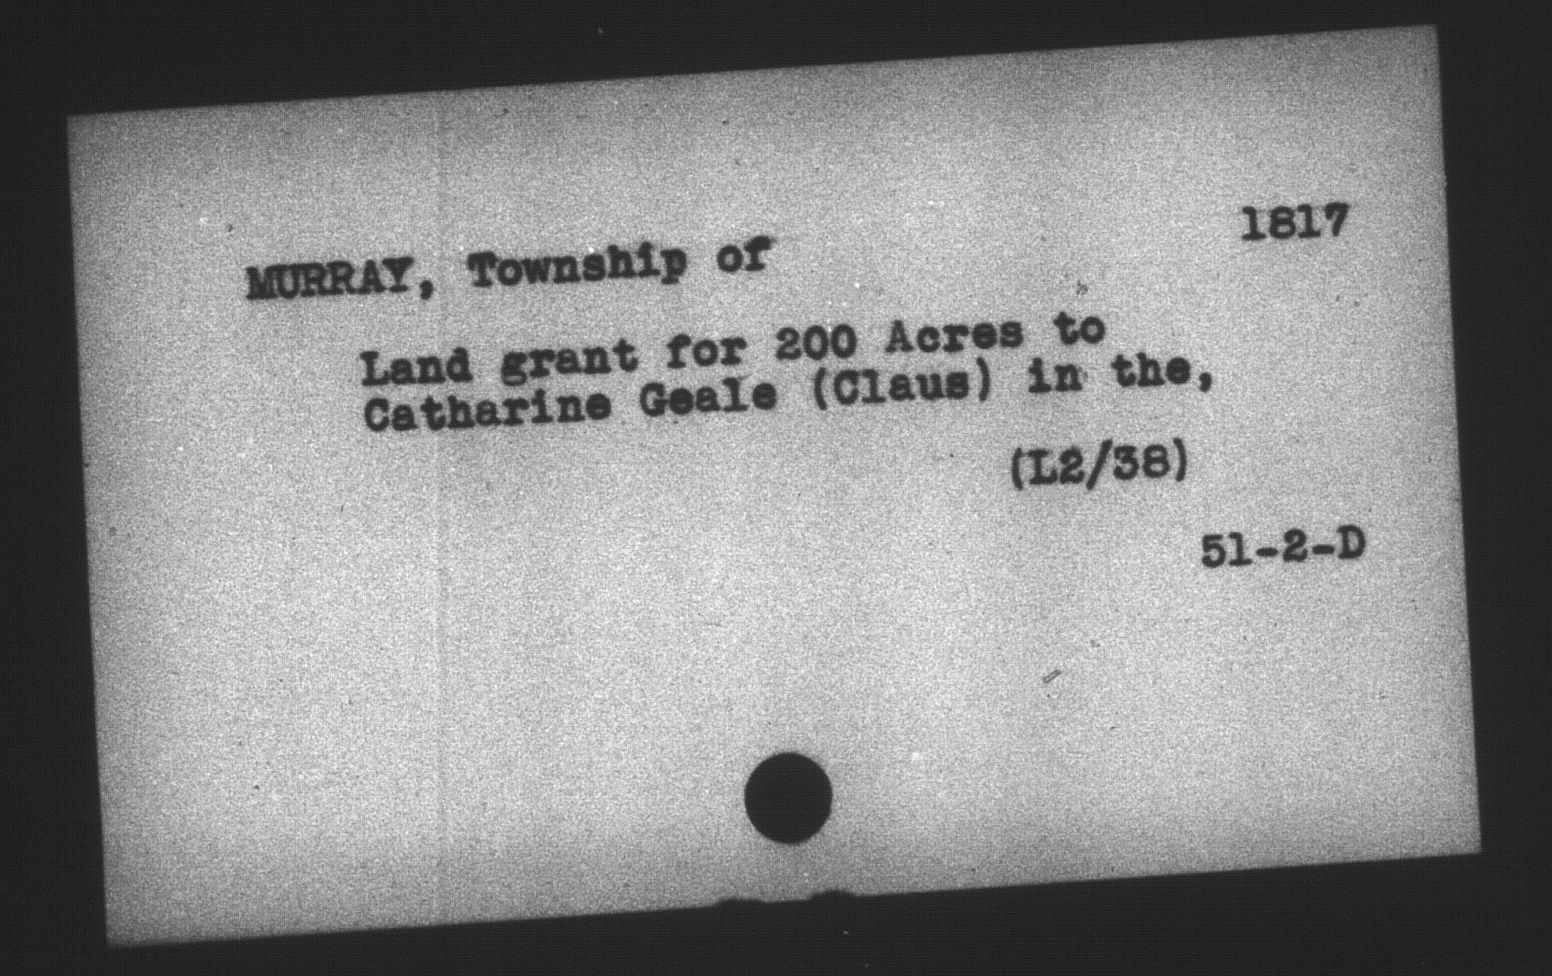 1817
MURRAY, Township of
Land grant for 200 Acres to
Catharine Geale (Claus) in the,
(L2/38)
51-2-D